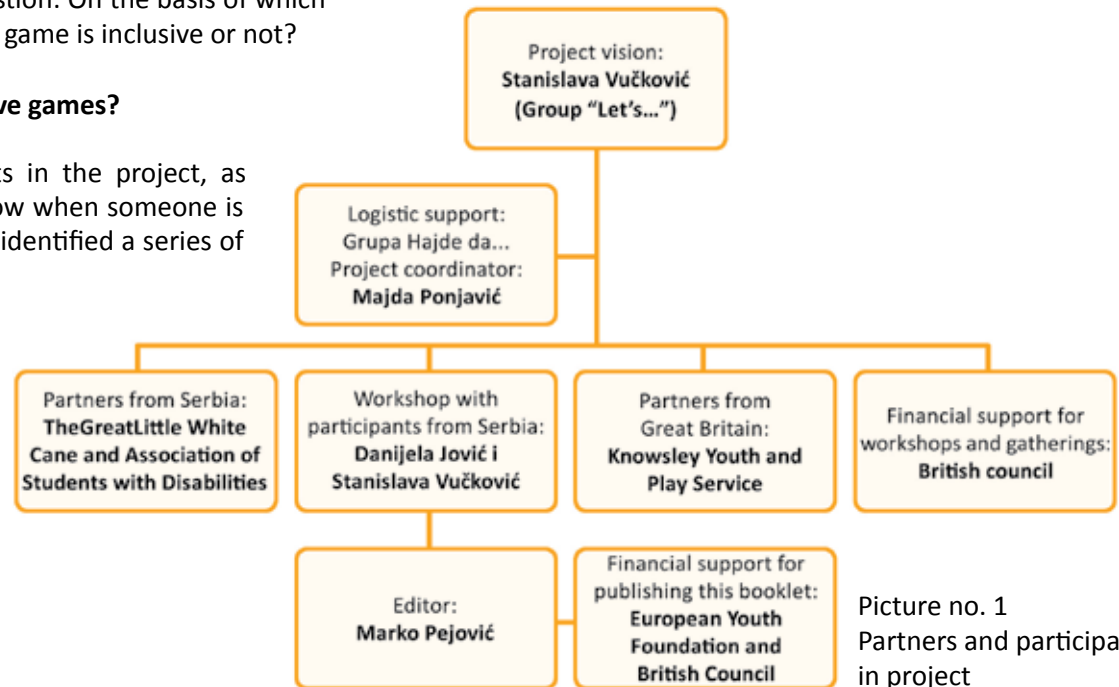 stion. On the basis of which
game is inclusive or not?
ve games?
ts in the project, as
ow when someone is
identified a series of
Project vision:
Stanislava Vučković
(Group “Let’s...”)
Logistic support:
Grupa Hajde da...
Project coordinator:
Majda Ponjavić
Partners from Serbia:
TheGreatLittle White
Cane and Association of
Students with Disabilities
Workshop with
participants from Serbia:
Danijela Jović i
Stanislava Vučković
Partners from
Great Britain:
Knowsley Youth and
Play Service
Financial support for
workshops and gatherings:
British council
Editor:
Marko Pejović
Financial support for
publishing this booklet:
European Youth
Foundation and
British Council
Picture no. 1
Partners and participa
in project